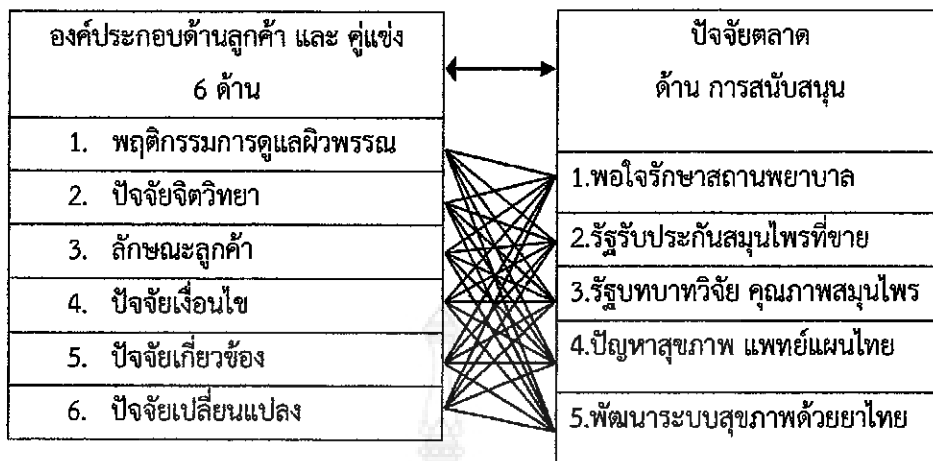 องค์ประกอบด้านลูกค้า และ คู่แข่ง
6 ด้าน
1. พฤติกรรมการดูแลผิวพรรณ
2. ปัจจัยจิตวิทยา
3. ลักษณะลูกค้า
4. ปัจจัยเงื่อนไข
5. ปัจจัยเกี่ยวข้อง
6. ปัจจัยเปลี่ยนแปลง
ปัจจัยตลาด
ด้าน การสนับสนุน
1.พอใจรักษาสถานพยาบาล
2.รัฐรับประกันสมุนไพรที่ขาย
3.รัฐบทบาทวิจัย คุณภาพสมุนไพร
4.ปัญหาสุขภาพ แพทย์แผนไทย
5.พัฒนาระบบสุขภาพด้วยยาไทย